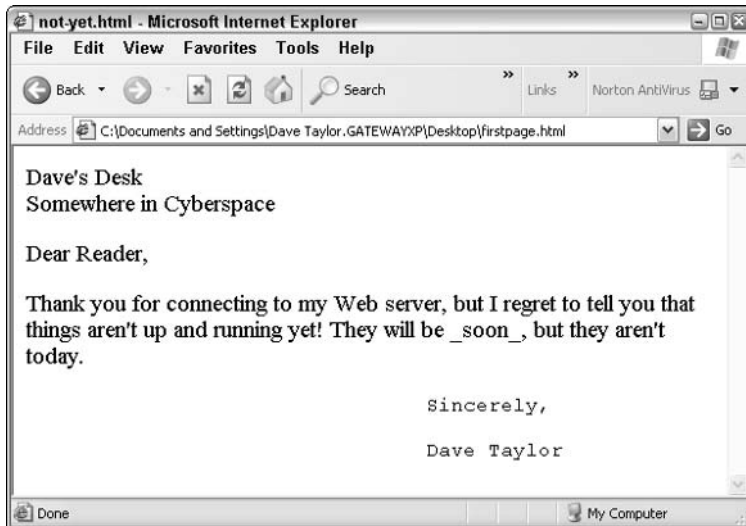 not-yet.html - Microsoft Internet Explorer
File Edit View Favorites Tools Help
Back Search » Links » Norton AntiVirus
Address C:\Documents and Settings\Dave Taylor.GATEWAYXP\Desktop\firstpage.html Go
Dave's Desk
Somewhere in Cyberspace
Dear Reader,
Thank you for connecting to my Web server, but I regret to tell you that
things aren't up and running yet! They will be _soon_, but they aren't
today.
Sincerely,
Dave Taylor
Done My Computer